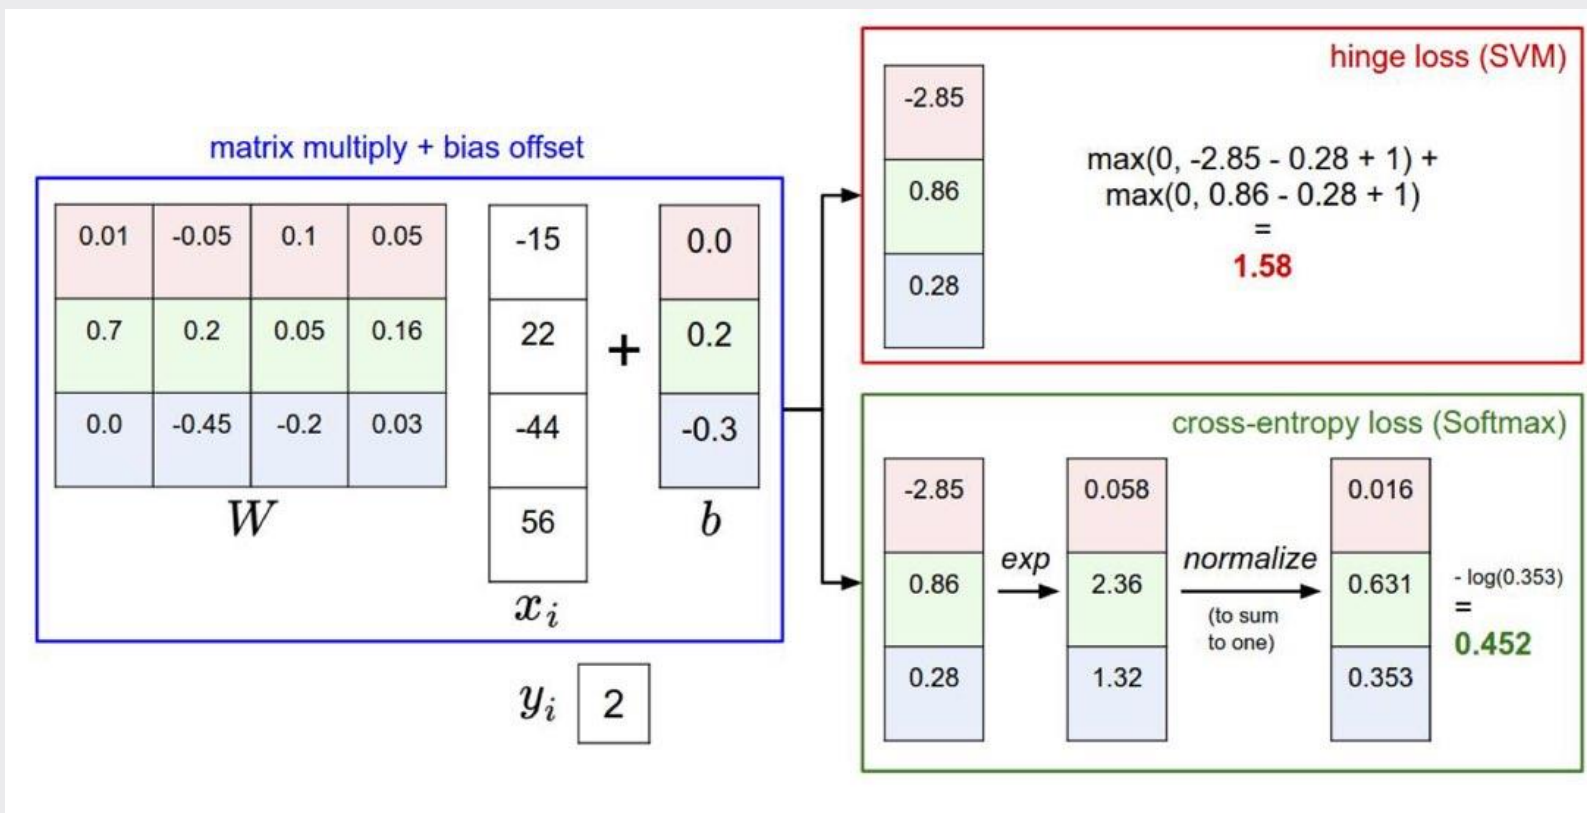 matrix multiply + bias offset
0.01 -0.05 0.1 0.05
0.7 0.2 0.05 0.16
0.0 -0.45 -0.2 0.03
W
-15
22
-44
56
x_i
+
0.0
0.2
-0.3
b
y_i 2
hinge loss (SVM)
-2.85
0.86
0.28
max(0, -2.85 - 0.28 + 1) +
max(0, 0.86 - 0.28 + 1)
=
1.58
cross-entropy loss (Softmax)
-2.85
0.86
0.28
exp
0.058
2.36
1.32
normalize
(to sum
to one)
0.016
0.631
0.353
- log(0.353)
=
0.452